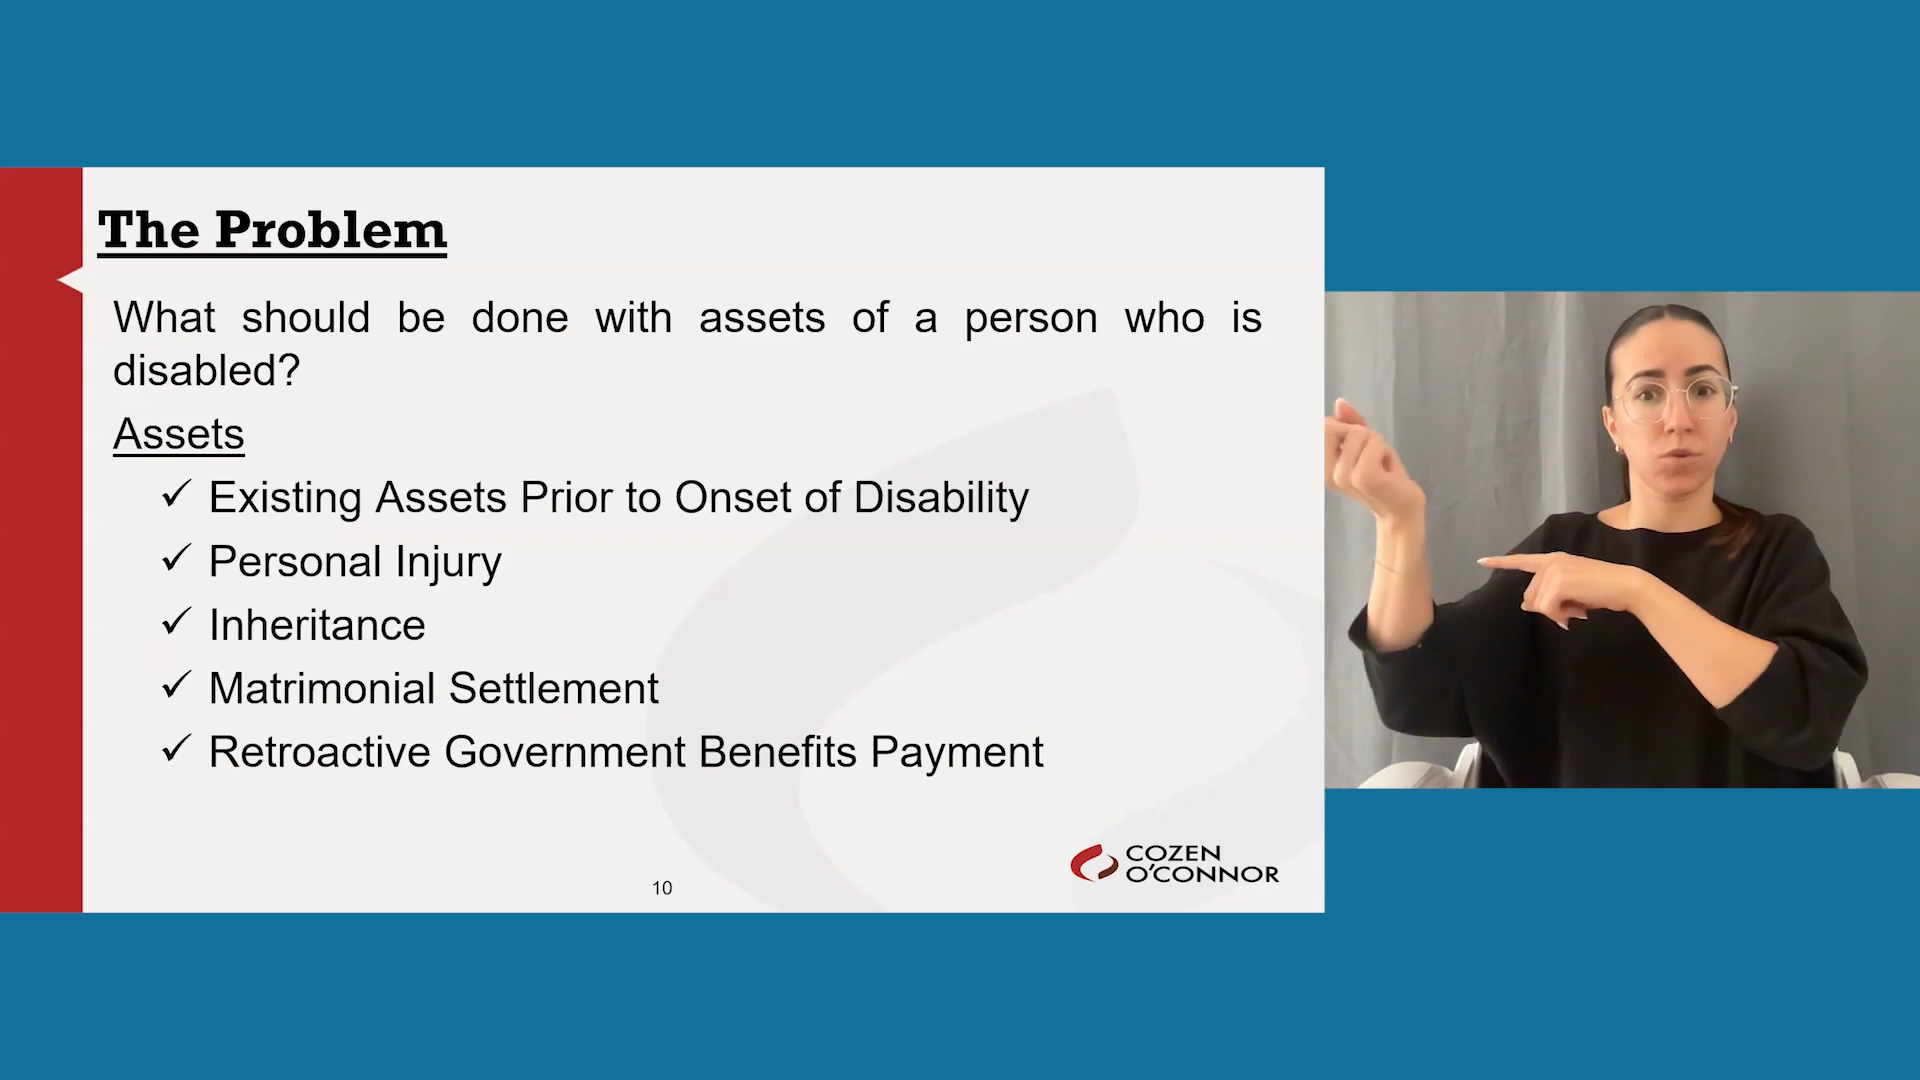 The Problem
What should be done with assets of a person who is
disabled?
Assets
✓ Existing Assets Prior to Onset of Disability
✓ Personal Injury
✓ Inheritance
✓ Matrimonial Settlement
✓ Retroactive Government Benefits Payment
10
COZEN
O'CONNOR